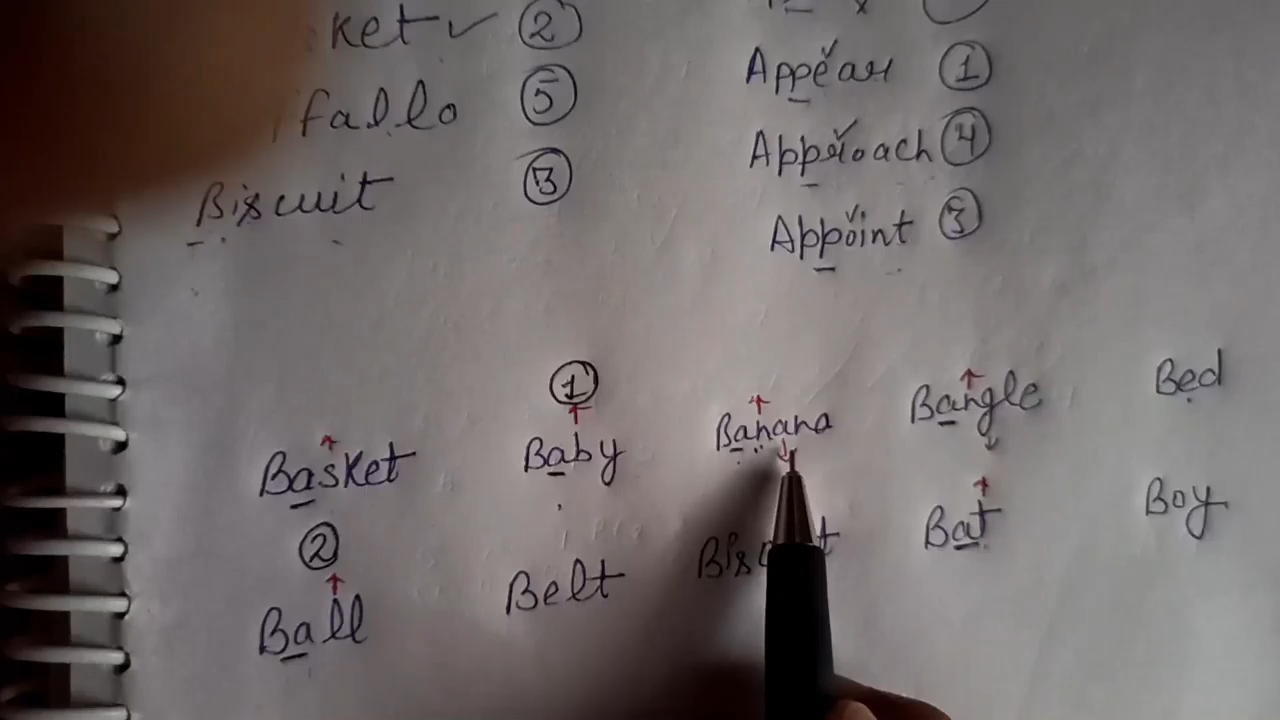 ket ✓ ②
fallo ⑤
Biscuit ③
Appear ①
Approach ④
Appoint ③
①
Basket Baby Banana Bangle Bed
②
Ball Belt Bat Boy